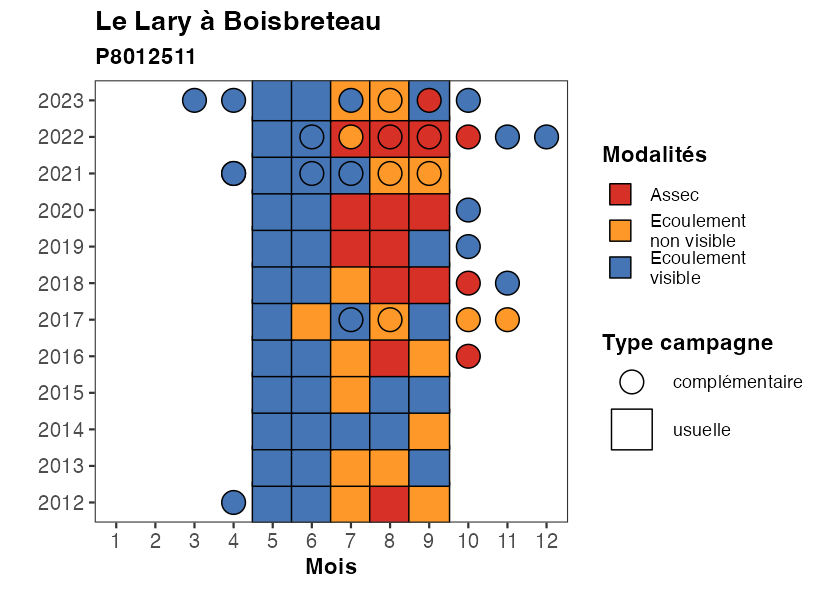 Le Lary à Boisbreteau
P8012511
2023
2022
2021
2020
2019
2018
2017
2016
2015
2014
2013
2012
1 2 3 4 5 6 7 8 9 10 11 12
Mois
Modalités
Assec
Ecoulement
non visible
Ecoulement
visible
Type campagne
complémentaire
usuelle